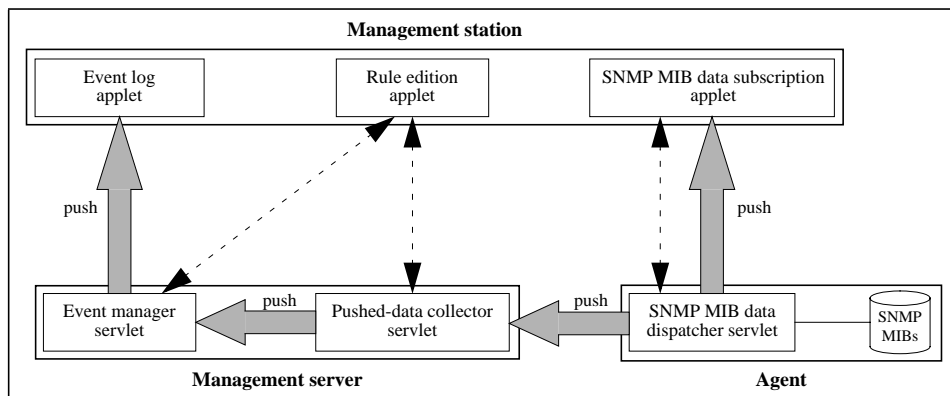 Management station
Event log
applet
Rule edition
applet
SNMP MIB data subscription
applet
push
push
push
push
Event manager
servlet
Pushed-data collector
servlet
SNMP MIB data
dispatcher servlet
SNMP
MIBs
Management server
Agent